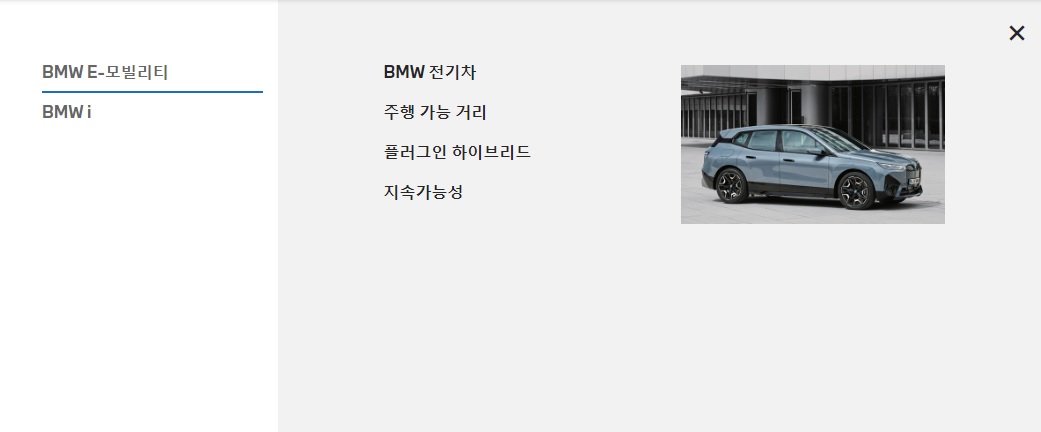 BMW E-모빌리티
BMW i
BMW 전기차
주행 가능 거리
플러그인 하이브리드
지속가능성